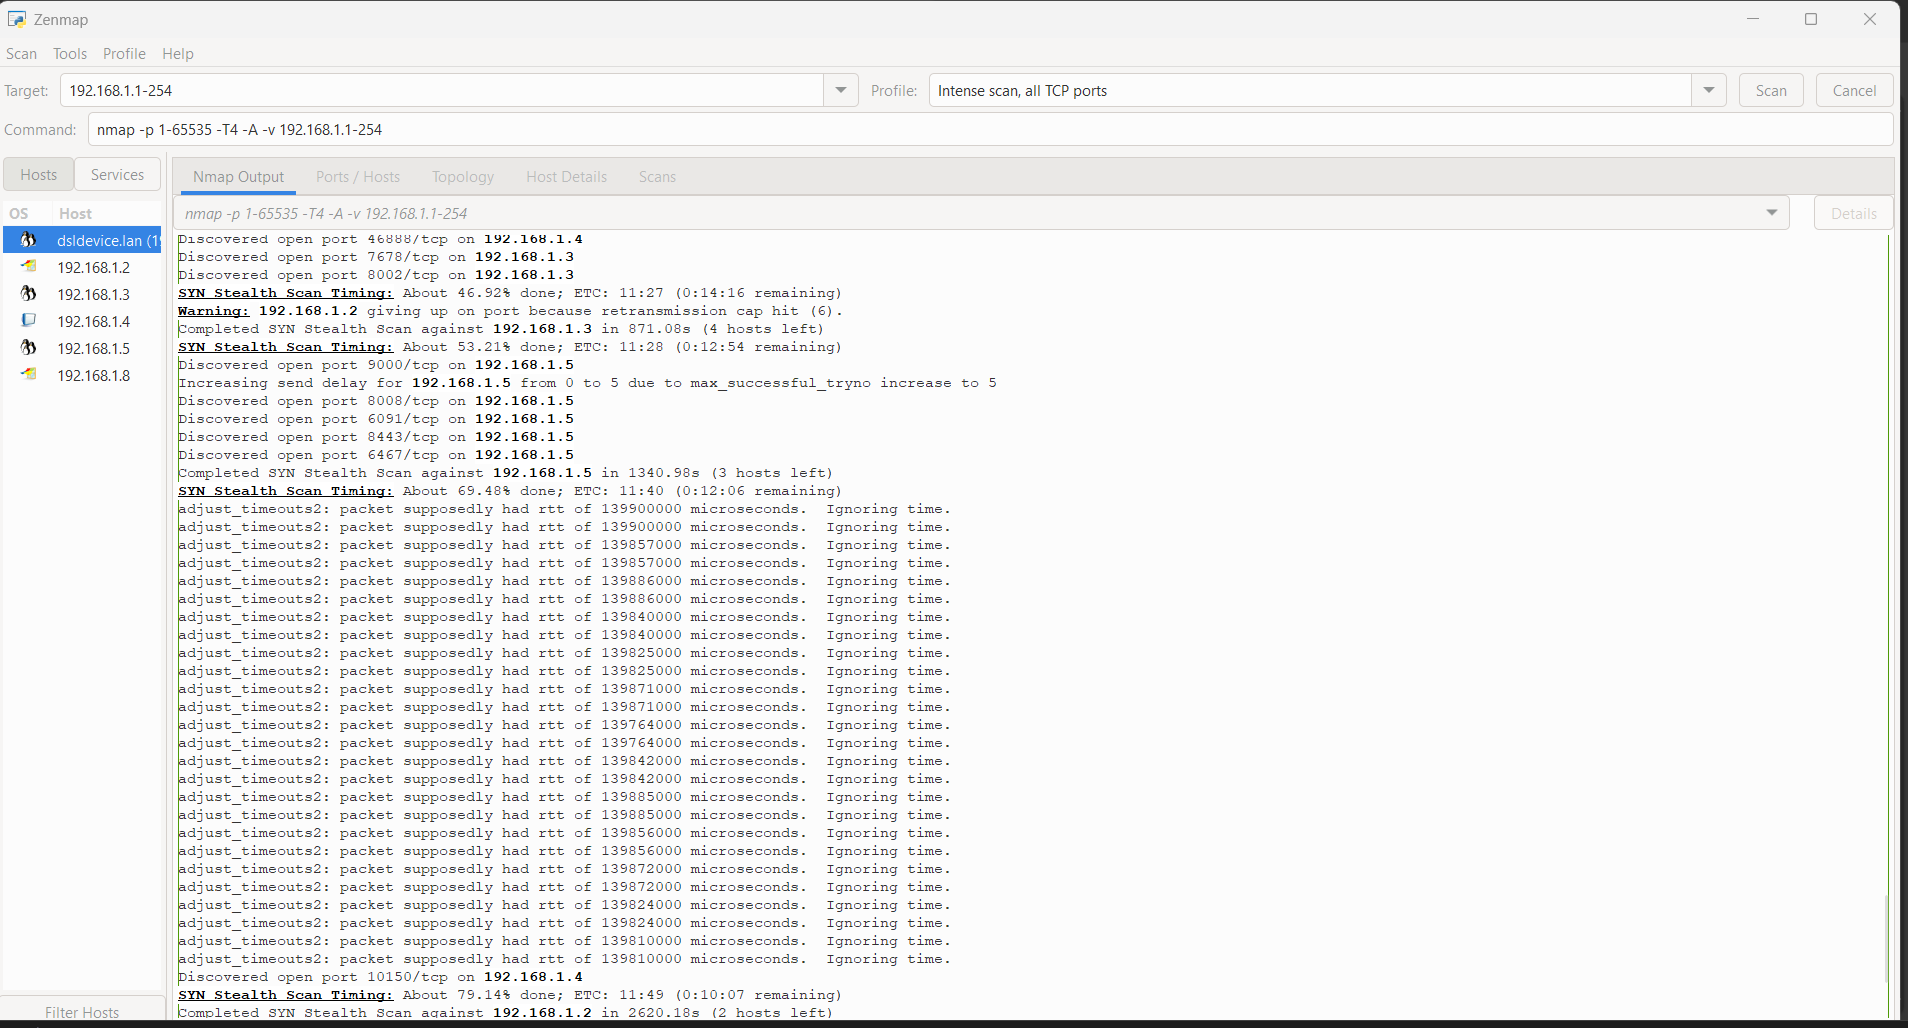 Zenmap
Scan Tools Profile Help
Target: 192.168.1.1-254 Profile: Intense scan, all TCP ports Scan Cancel
Command: nmap -p 1-65535 -T4 -A -v 192.168.1.1-254
Hosts Services
OS Host
dsldevice.lan (19
192.168.1.2
192.168.1.3
192.168.1.4
192.168.1.5
192.168.1.8
Filter Hosts
Nmap Output Ports / Hosts Topology Host Details Scans
nmap -p 1-65535 -T4 -A -v 192.168.1.1-254 Details
Discovered open port 46888/tcp on 192.168.1.4
Discovered open port 7678/tcp on 192.168.1.3
Discovered open port 8002/tcp on 192.168.1.3
SYN Stealth Scan Timing: About 46.92% done; ETC: 11:27 (0:14:16 remaining)
Warning: 192.168.1.2 giving up on port because retransmission cap hit (6).
Completed SYN Stealth Scan against 192.168.1.3 in 871.08s (4 hosts left)
SYN Stealth Scan Timing: About 53.21% done; ETC: 11:28 (0:12:54 remaining)
Discovered open port 9000/tcp on 192.168.1.5
Increasing send delay for 192.168.1.5 from 0 to 5 due to max_successful_tryno increase to 5
Discovered open port 8008/tcp on 192.168.1.5
Discovered open port 6091/tcp on 192.168.1.5
Discovered open port 8443/tcp on 192.168.1.5
Discovered open port 6467/tcp on 192.168.1.5
Completed SYN Stealth Scan against 192.168.1.5 in 1340.98s (3 hosts left)
SYN Stealth Scan Timing: About 69.48% done; ETC: 11:40 (0:12:06 remaining)
adjust_timeouts2: packet supposedly had rtt of 139900000 microseconds.  Ignoring time.
adjust_timeouts2: packet supposedly had rtt of 139900000 microseconds.  Ignoring time.
adjust_timeouts2: packet supposedly had rtt of 139857000 microseconds.  Ignoring time.
adjust_timeouts2: packet supposedly had rtt of 139857000 microseconds.  Ignoring time.
adjust_timeouts2: packet supposedly had rtt of 139886000 microseconds.  Ignoring time.
adjust_timeouts2: packet supposedly had rtt of 139886000 microseconds.  Ignoring time.
adjust_timeouts2: packet supposedly had rtt of 139840000 microseconds.  Ignoring time.
adjust_timeouts2: packet supposedly had rtt of 139840000 microseconds.  Ignoring time.
adjust_timeouts2: packet supposedly had rtt of 139825000 microseconds.  Ignoring time.
adjust_timeouts2: packet supposedly had rtt of 139825000 microseconds.  Ignoring time.
adjust_timeouts2: packet supposedly had rtt of 139871000 microseconds.  Ignoring time.
adjust_timeouts2: packet supposedly had rtt of 139871000 microseconds.  Ignoring time.
adjust_timeouts2: packet supposedly had rtt of 139764000 microseconds.  Ignoring time.
adjust_timeouts2: packet supposedly had rtt of 139764000 microseconds.  Ignoring time.
adjust_timeouts2: packet supposedly had rtt of 139842000 microseconds.  Ignoring time.
adjust_timeouts2: packet supposedly had rtt of 139842000 microseconds.  Ignoring time.
adjust_timeouts2: packet supposedly had rtt of 139885000 microseconds.  Ignoring time.
adjust_timeouts2: packet supposedly had rtt of 139885000 microseconds.  Ignoring time.
adjust_timeouts2: packet supposedly had rtt of 139856000 microseconds.  Ignoring time.
adjust_timeouts2: packet supposedly had rtt of 139856000 microseconds.  Ignoring time.
adjust_timeouts2: packet supposedly had rtt of 139872000 microseconds.  Ignoring time.
adjust_timeouts2: packet supposedly had rtt of 139872000 microseconds.  Ignoring time.
adjust_timeouts2: packet supposedly had rtt of 139824000 microseconds.  Ignoring time.
adjust_timeouts2: packet supposedly had rtt of 139824000 microseconds.  Ignoring time.
adjust_timeouts2: packet supposedly had rtt of 139810000 microseconds.  Ignoring time.
adjust_timeouts2: packet supposedly had rtt of 139810000 microseconds.  Ignoring time.
Discovered open port 10150/tcp on 192.168.1.4
SYN Stealth Scan Timing: About 79.14% done; ETC: 11:49 (0:10:07 remaining)
Completed SYN Stealth Scan against 192.168.1.2 in 2620.18s (2 hosts left)